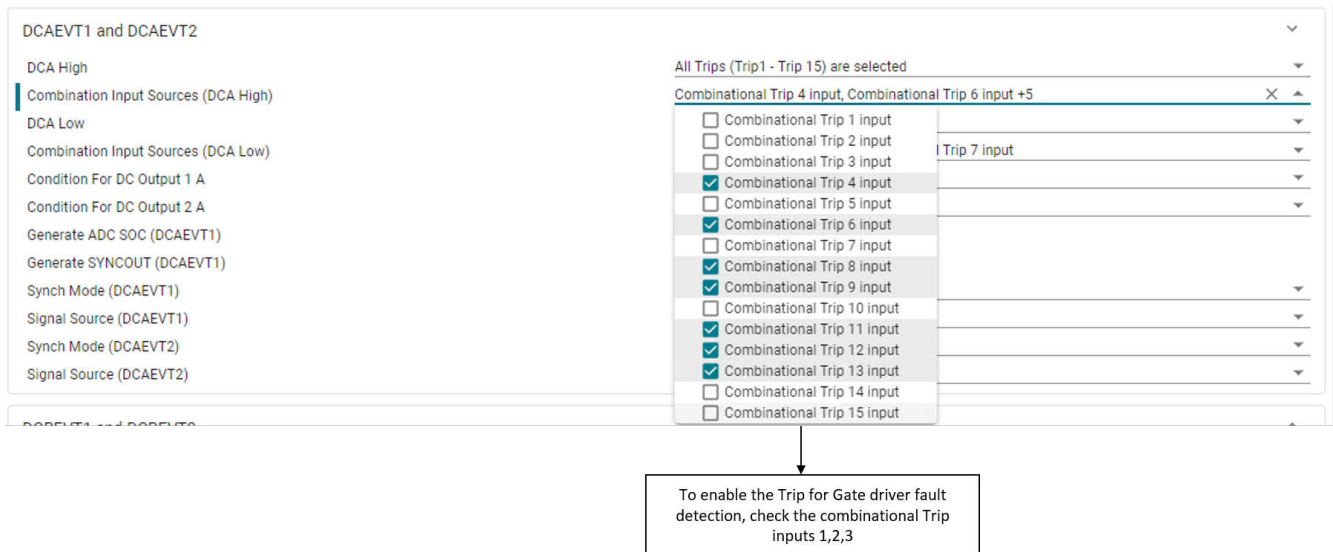 DCAEVT1 and DCAEVT2
DCA High
All Trips (Trip1 - Trip 15) are selected
Combination Input Sources (DCA High)
Combinational Trip 4 input, Combinational Trip 6 input +5
DCA Low
Combination Input Sources (DCA Low)
Trip 7 input
Condition For DC Output 1 A
Condition For DC Output 2 A
Generate ADC SOC (DCAEVT1)
Generate SYNCOUT (DCAEVT1)
Synch Mode (DCAEVT1)
Signal Source (DCAEVT1)
Synch Mode (DCAEVT2)
Signal Source (DCAEVT2)
Combinational Trip 1 input
Combinational Trip 2 input
Combinational Trip 3 input
Combinational Trip 4 input
Combinational Trip 5 input
Combinational Trip 6 input
Combinational Trip 7 input
Combinational Trip 8 input
Combinational Trip 9 input
Combinational Trip 10 input
Combinational Trip 11 input
Combinational Trip 12 input
Combinational Trip 13 input
Combinational Trip 14 input
Combinational Trip 15 input
To enable the Trip for Gate driver fault
detection, check the combinational Trip
inputs 1,2,3